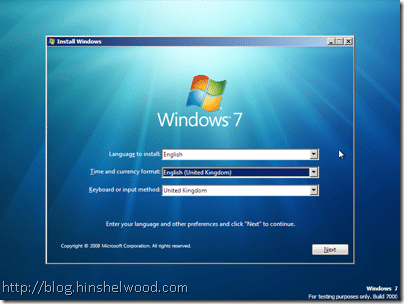 Install Windows
Windows 7
Language to install: English
Time and currency format: English (United Kingdom)
Keyboard or input method: United Kingdom
Enter your language and other preferences and click "Next" to continue.
Copyright © 2008 Microsoft Corporation. All rights reserved.
Next
http://blog.hinshelwood.com
Windows 7
For testing purposes only. Build 7000